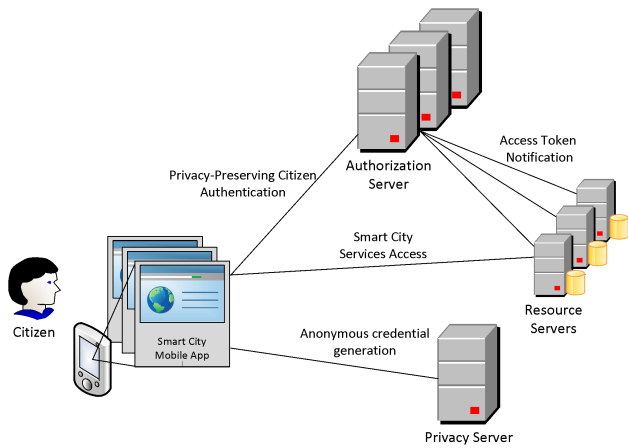 Access Token
Notification
Authorization
Server
Privacy-Preserving Citizen
Authentication
Smart City
Services Access
Resource
Servers
Citizen
Smart City
Mobile App
Anonymous credential
generation
Privacy Server